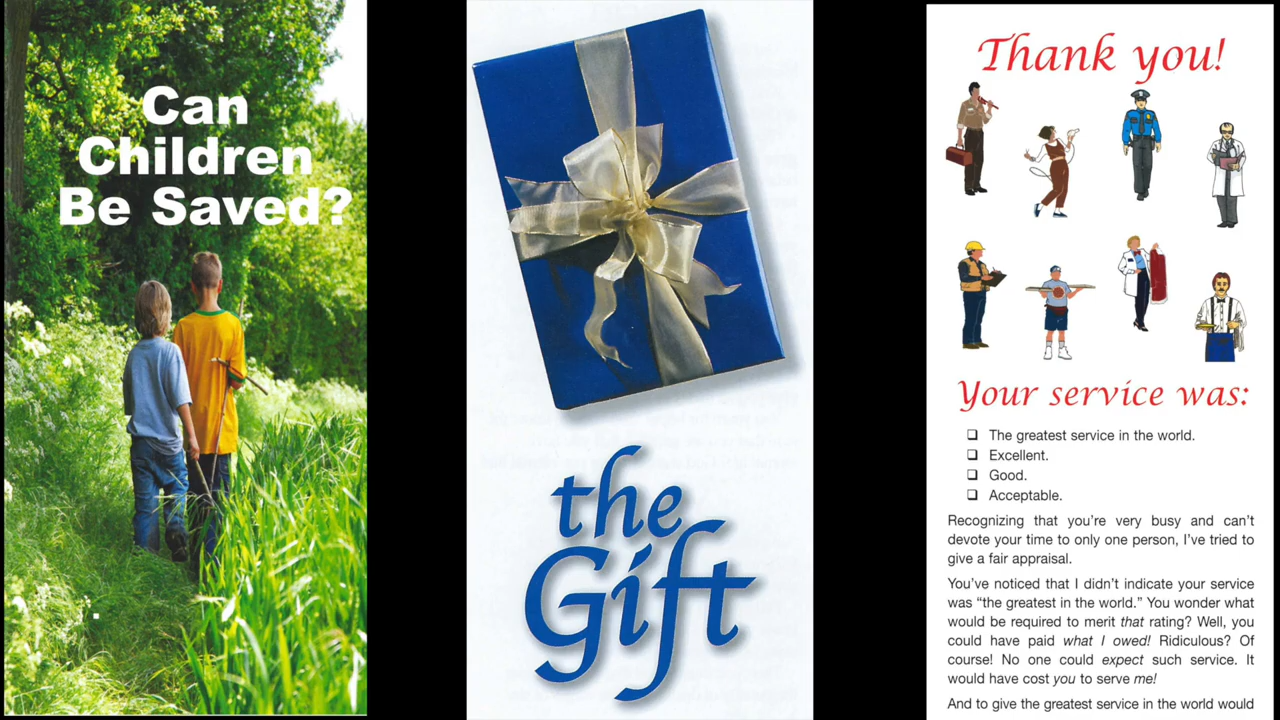 Can
Children
Be Saved?
the
Gift
Thank you!
Your service was:
❑ The greatest service in the world.
❑ Excellent.
❑ Good.
❑ Acceptable.
Recognizing that you're very busy and can't
devote your time to only one person, I've tried to
give a fair appraisal.
You've noticed that I didn't indicate your service
was “the greatest in the world.” You wonder what
would be required to merit that rating? Well, you
could have paid what I owed! Ridiculous? Of
course! No one could expect such service. It
would have cost you to serve me!
And to give the greatest service in the world would